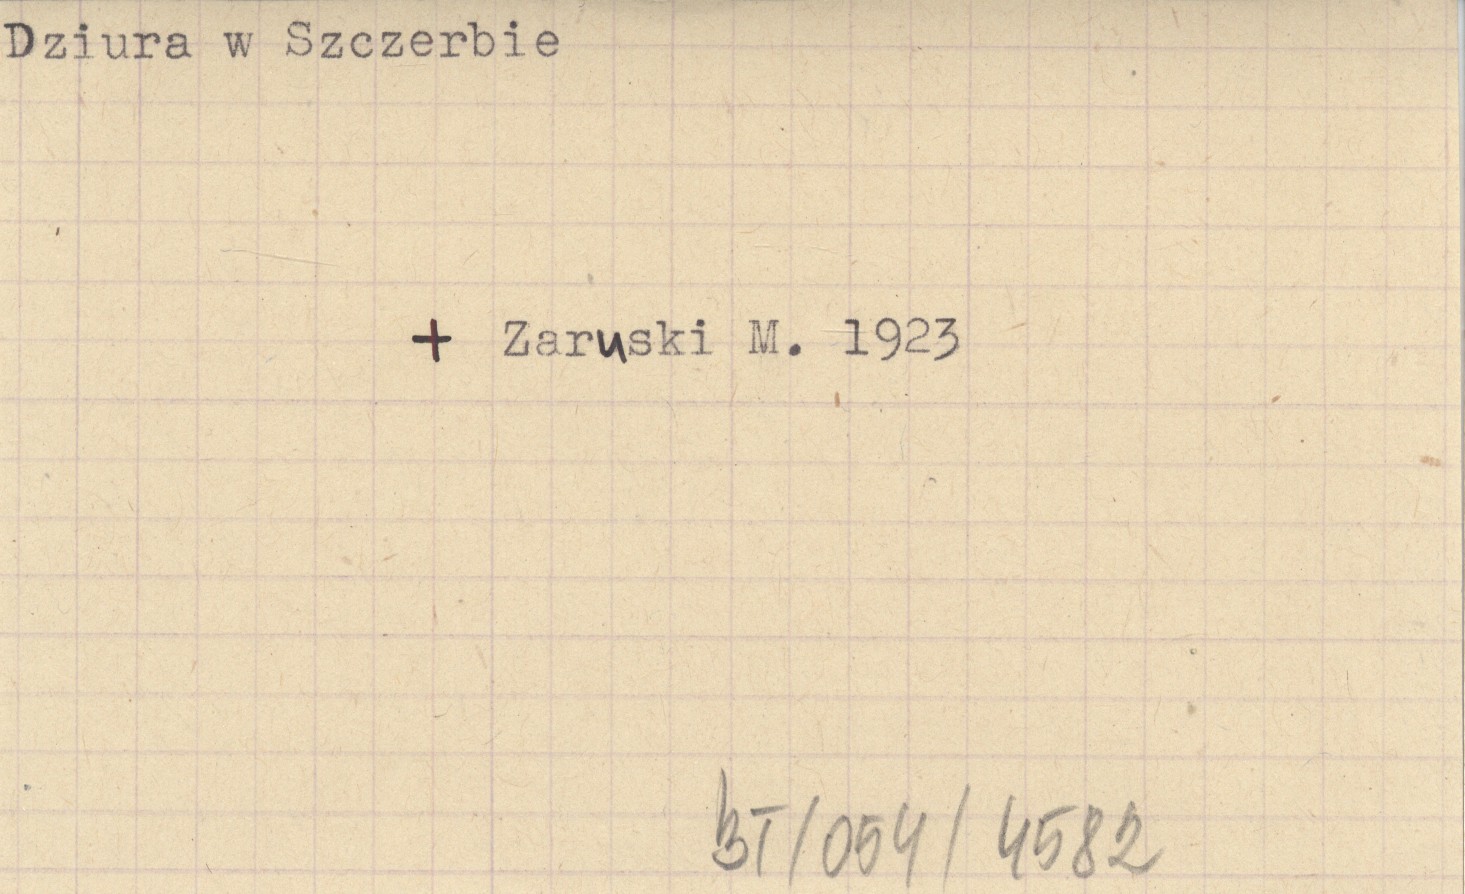 Dziura w Szczerbie
+ Zaruski M. 1923
BT/054/4582